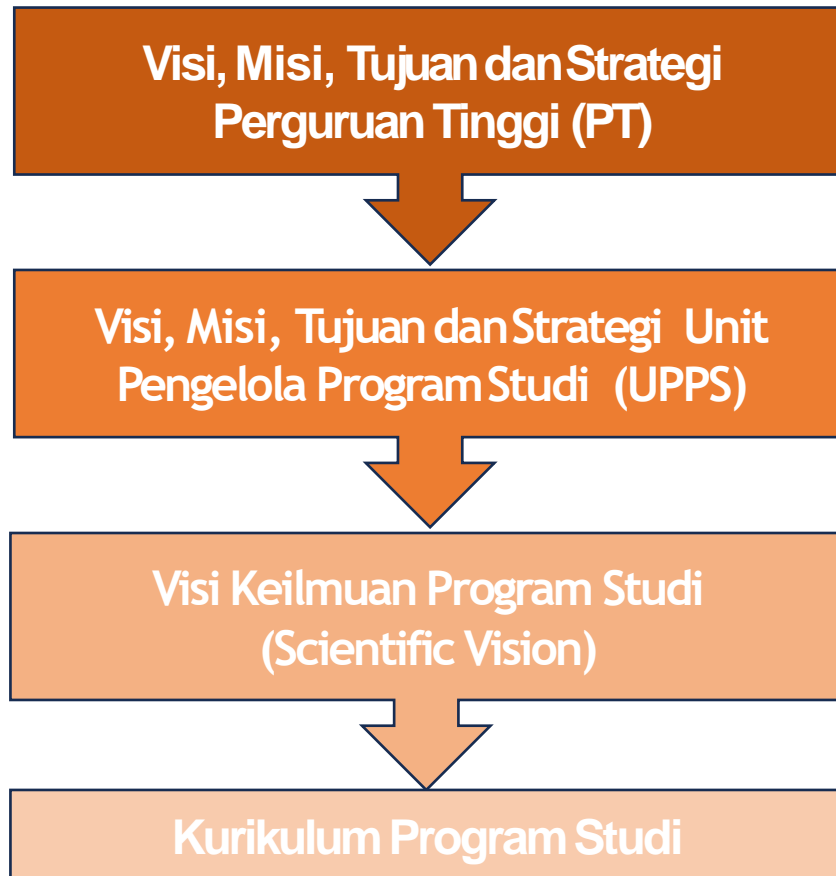 Visi, Misi, Tujuan dan Strategi
Perguruan Tinggi (PT)
Visi, Misi, Tujuan dan Strategi Unit
Pengelola Program Studi (UPPS)
Visi Keilmuan Program Studi
(Scientific Vision)
Kurikulum Program Studi